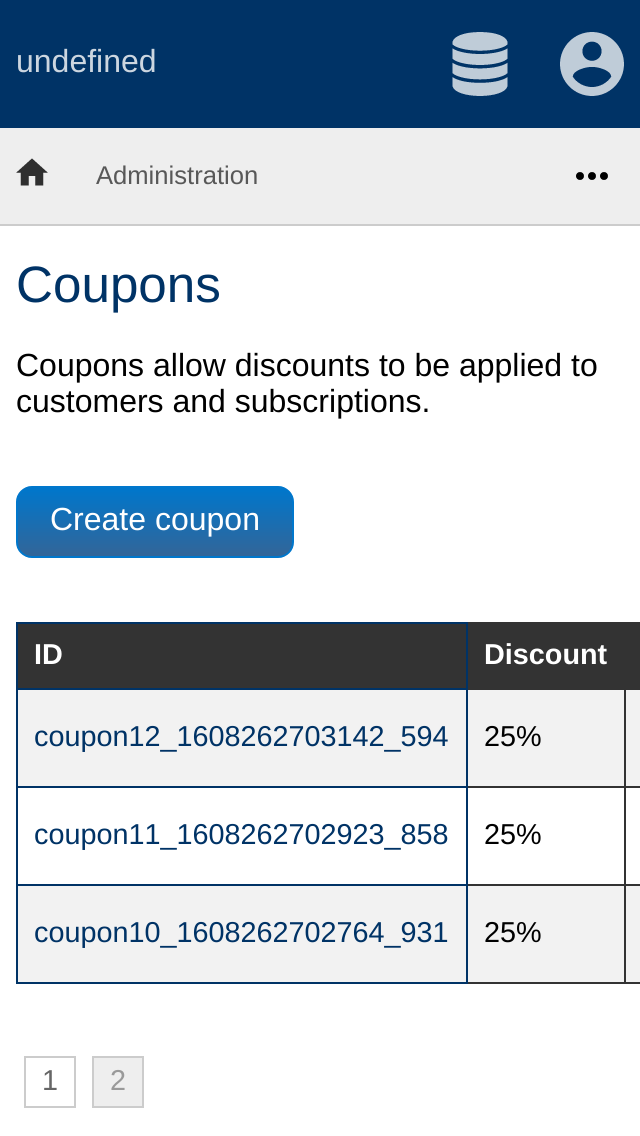 undefined
Administration
Coupons
Coupons allow discounts to be applied to
customers and subscriptions.
Create coupon
ID Discount
coupon12_1608262703142_594 25%
coupon11_1608262702923_858 25%
coupon10_1608262702764_931 25%
1 2